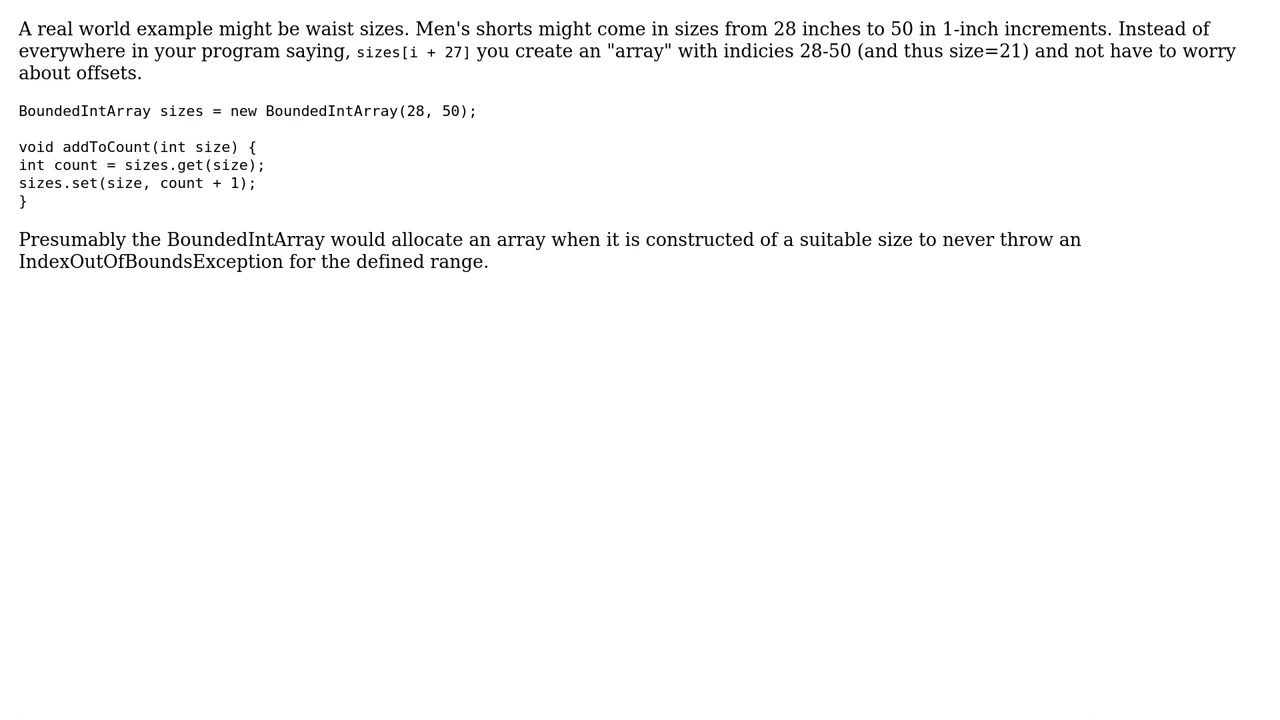 A real world example might be waist sizes. Men's shorts might come in sizes from 28 inches to 50 in 1-inch increments. Instead of
everywhere in your program saying, sizes[i + 27] you create an "array" with indicies 28-50 (and thus size=21) and not have to worry
about offsets.
BoundedIntArray sizes = new BoundedIntArray(28, 50);
void addToCount(int size) {
int count = sizes.get(size);
sizes.set(size, count + 1);
}
Presumably the BoundedIntArray would allocate an array when it is constructed of a suitable size to never throw an
IndexOutOfBoundsException for the defined range.